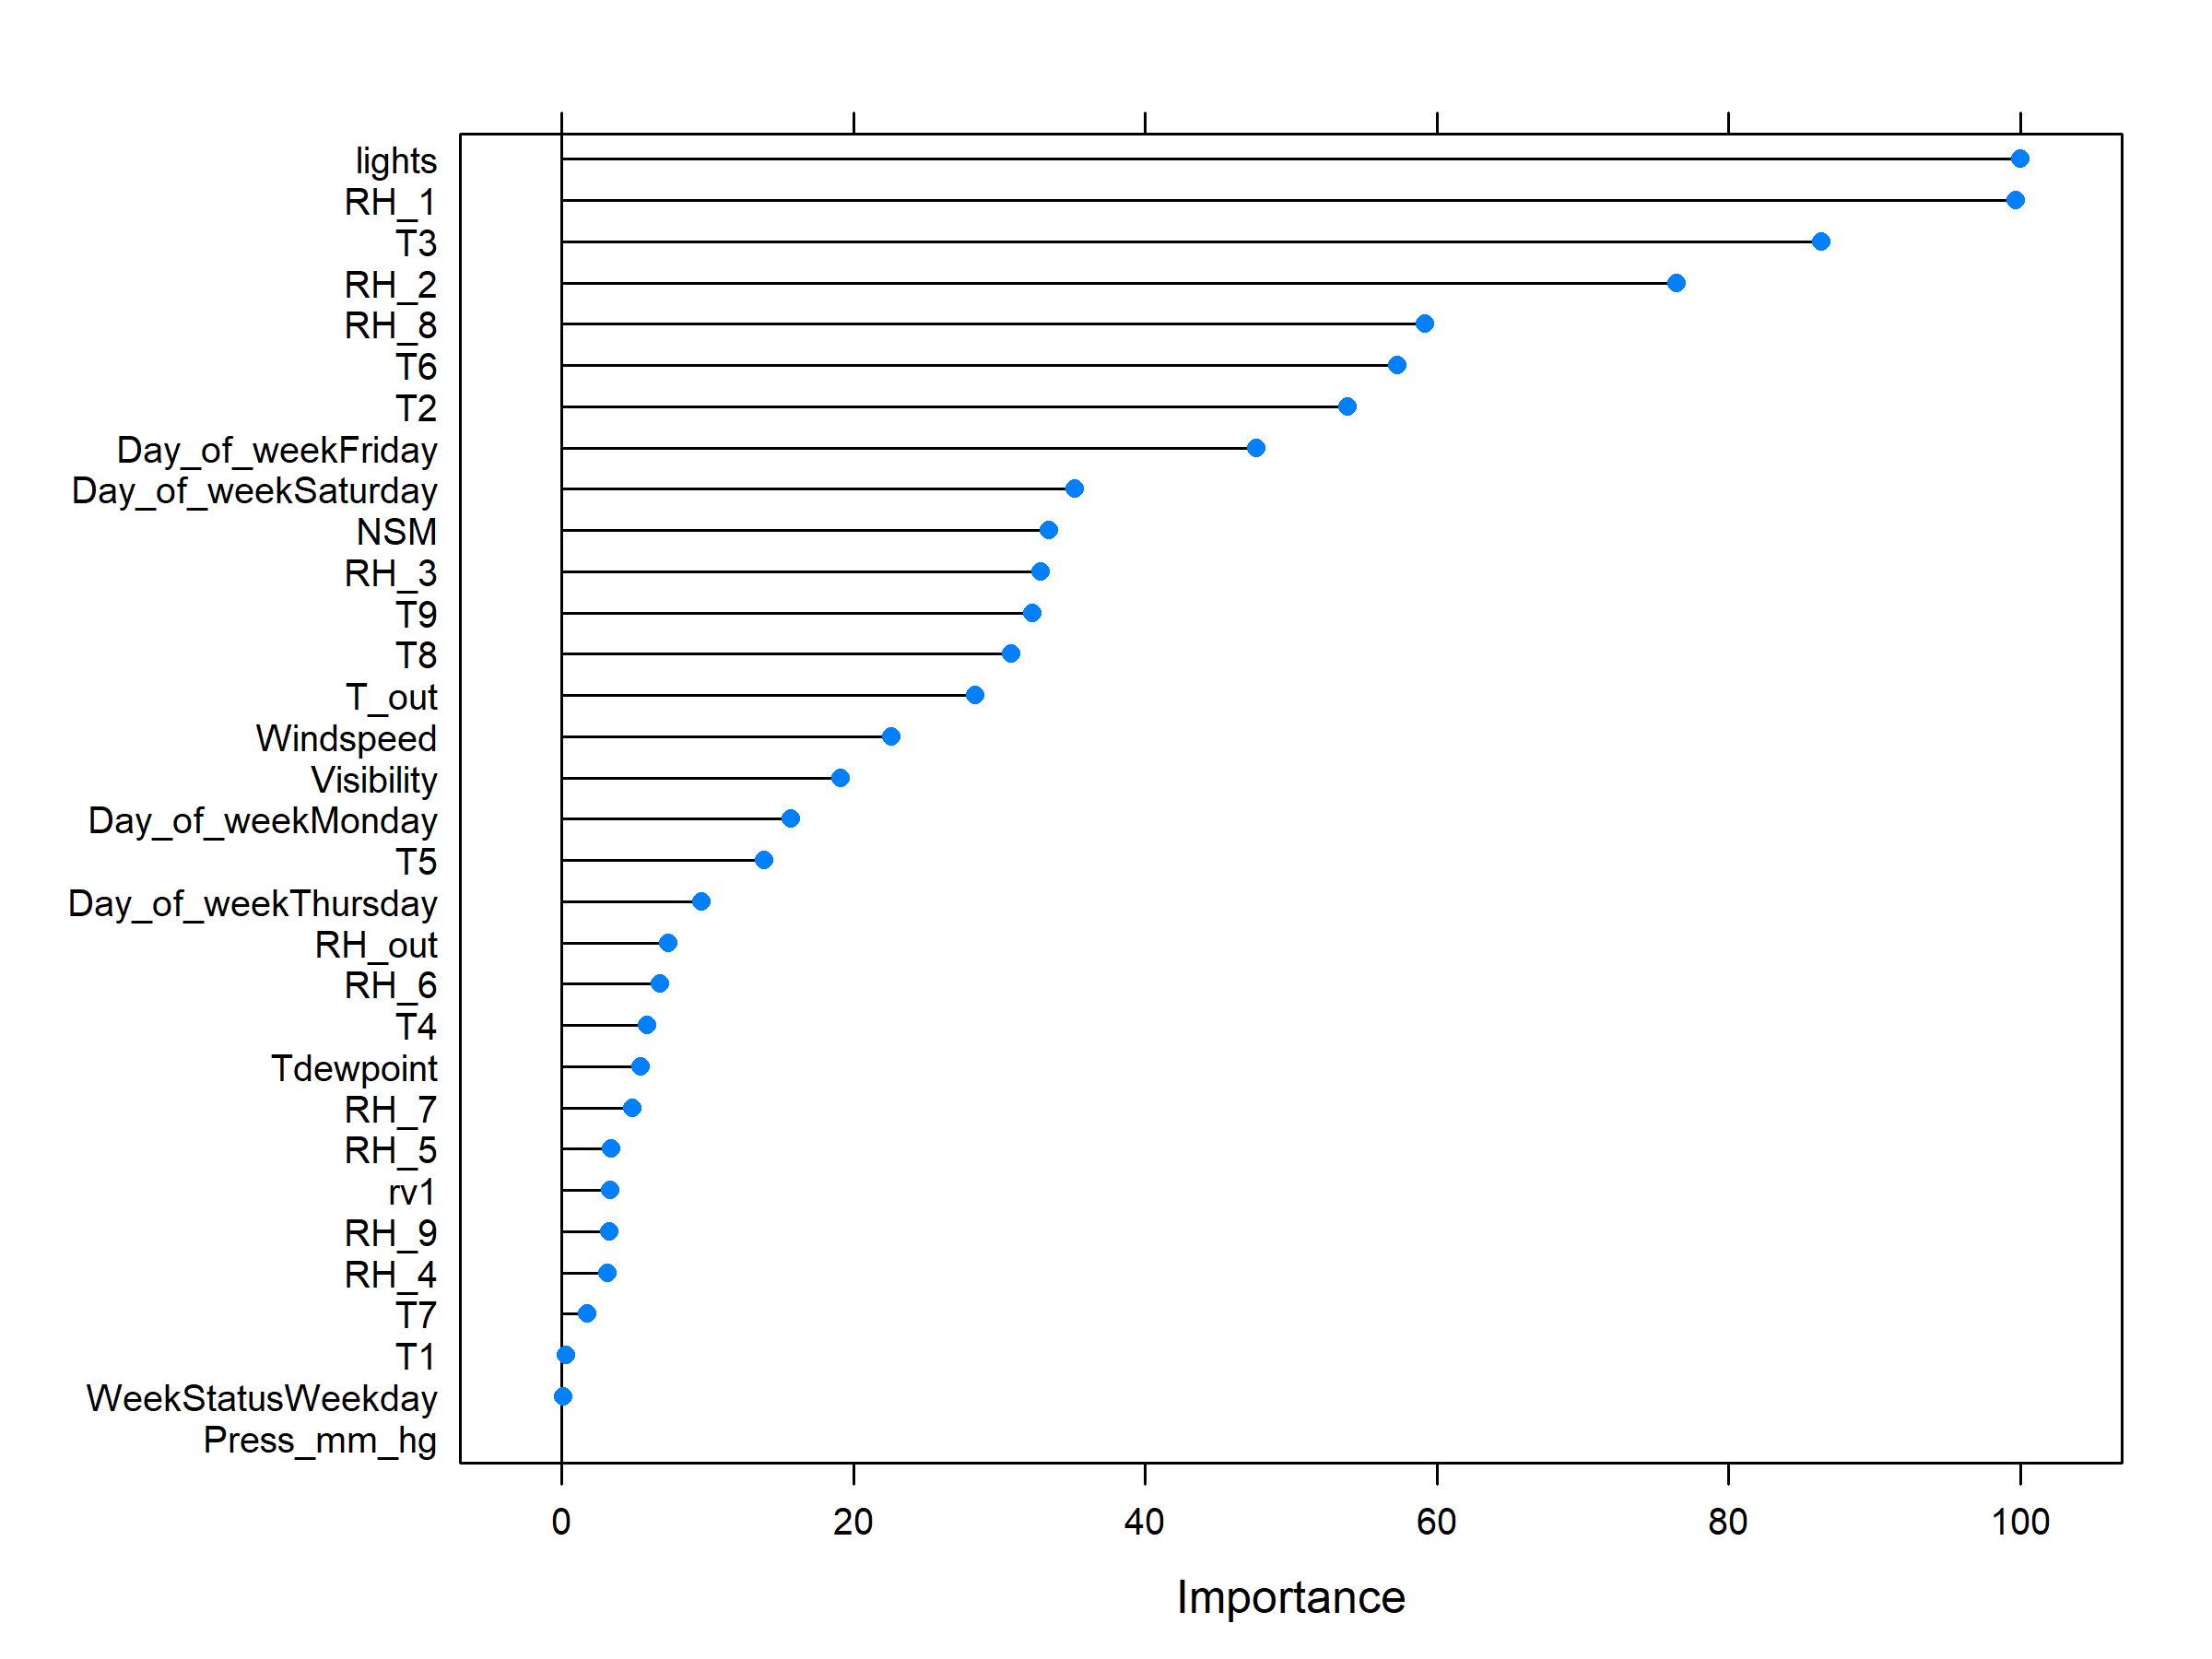 lights
RH_1
T3
RH_2
RH_8
T6
T2
Day_of_weekFriday
Day_of_weekSaturday
NSM
RH_3
T9
T8
T_out
Windspeed
Visibility
Day_of_weekMonday
T5
Day_of_weekThursday
RH_out
RH_6
T4
Tdewpoint
RH_7
RH_5
rv1
RH_9
RH_4
T7
T1
WeekStatusWeekday
Press_mm_hg
0 20 40 60 80 100
Importance